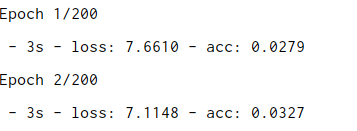 Epoch 1/200
- 3s - loss: 7.6610 - acc: 0.0279
Epoch 2/200
- 3s - loss: 7.1148 - acc: 0.0327